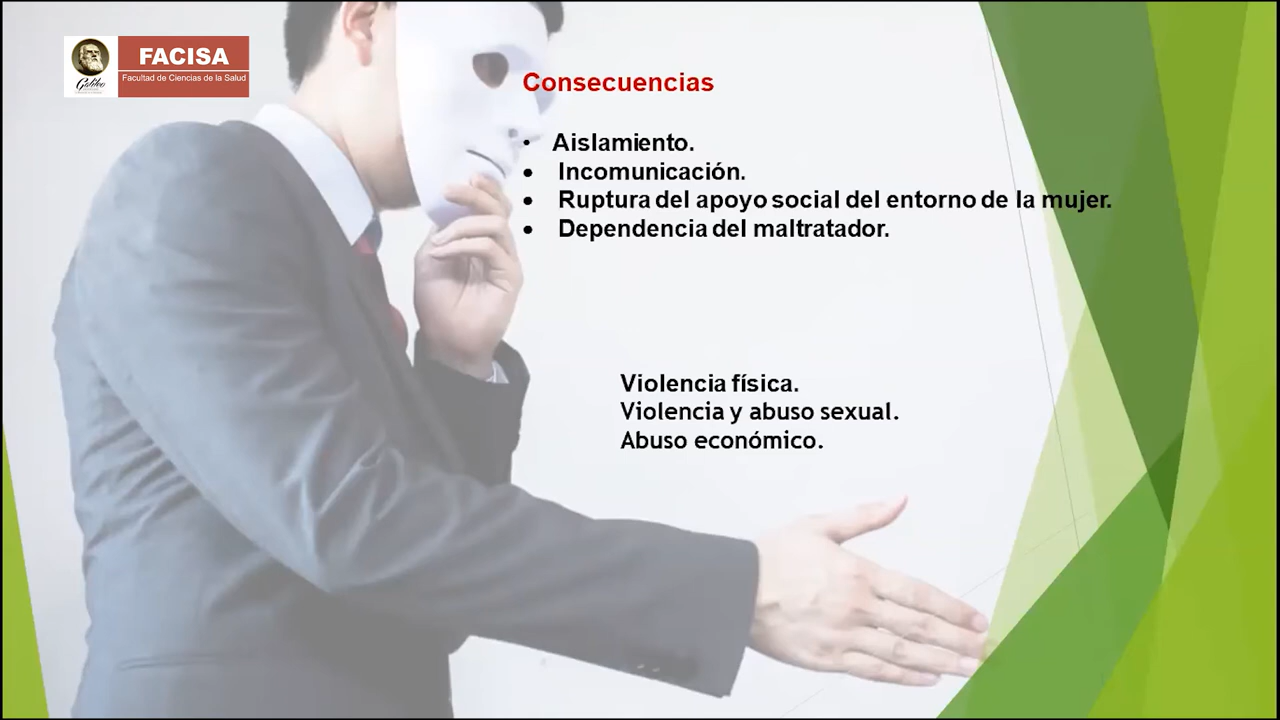 FACISA
Facultad de Ciencias de la Salud
Galileo
Consecuencias
• Aislamiento.
• Incomunicación.
• Ruptura del apoyo social del entorno de la mujer.
• Dependencia del maltratador.
Violencia física.
Violencia y abuso sexual.
Abuso económico.